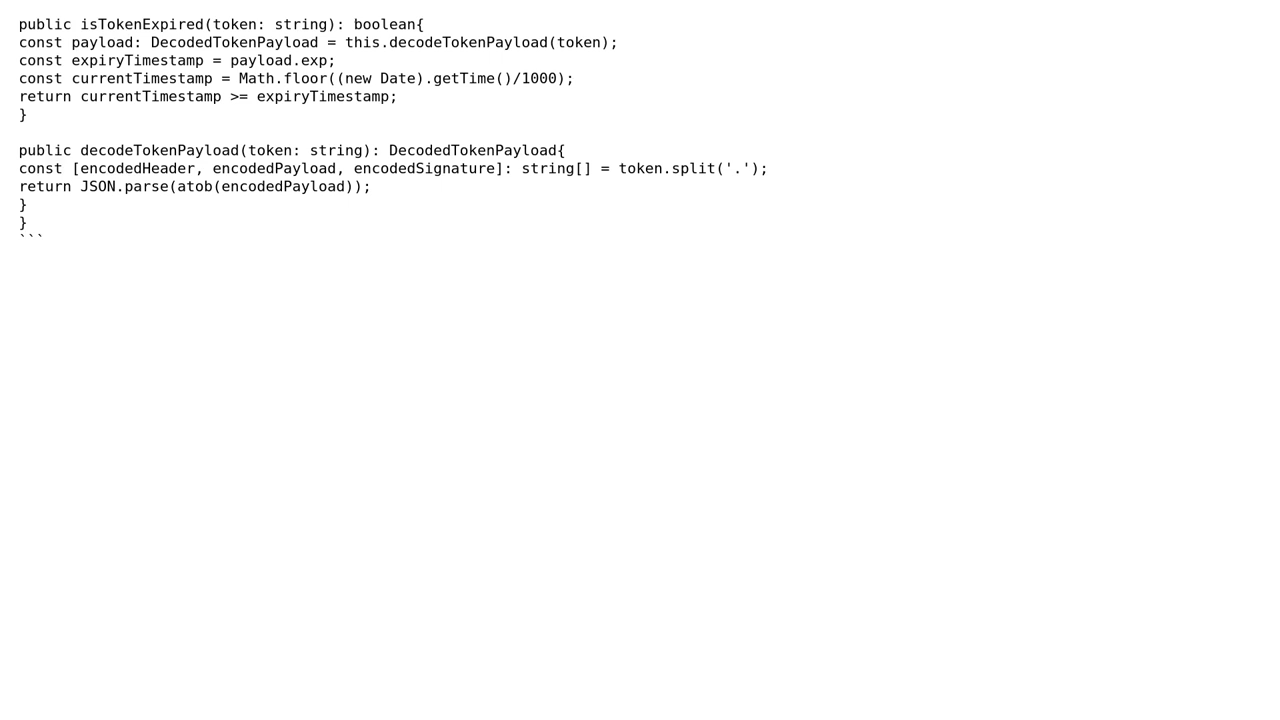 public isTokenExpired(token: string): boolean{
const payload: DecodedTokenPayload = this.decodeTokenPayload(token);
const expiryTimestamp = payload.exp;
const currentTimestamp = Math.floor((new Date).getTime()/1000);
return currentTimestamp >= expiryTimestamp;
}

public decodeTokenPayload(token: string): DecodedTokenPayload{
const [encodedHeader, encodedPayload, encodedSignature]: string[] = token.split('.');
return JSON.parse(atob(encodedPayload));
}
}
```